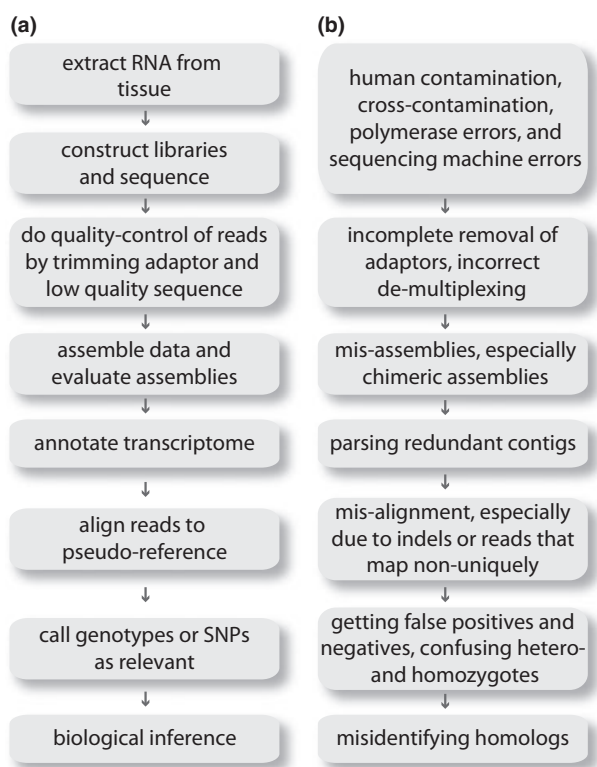 (a)
extract RNA from
tissue
↓
construct libraries
and sequence
↓
do quality-control of reads
by trimming adaptor and
low quality sequence
↓
assemble data and
evaluate assemblies
↓
annotate transcriptome
↓
align reads to
pseudo-reference
↓
call genotypes or SNPs
as relevant
↓
biological inference
(b)
human contamination,
cross-contamination,
polymerase errors, and
sequencing machine errors
↓
incomplete removal of
adaptors, incorrect
de-multiplexing
↓
mis-assemblies, especially
chimeric assemblies
↓
parsing redundant contigs
↓
mis-alignment, especially
due to indels or reads that
map non-uniquely
↓
getting false positives and
negatives, confusing hetero-
and homozygotes
↓
misidentifying homologs